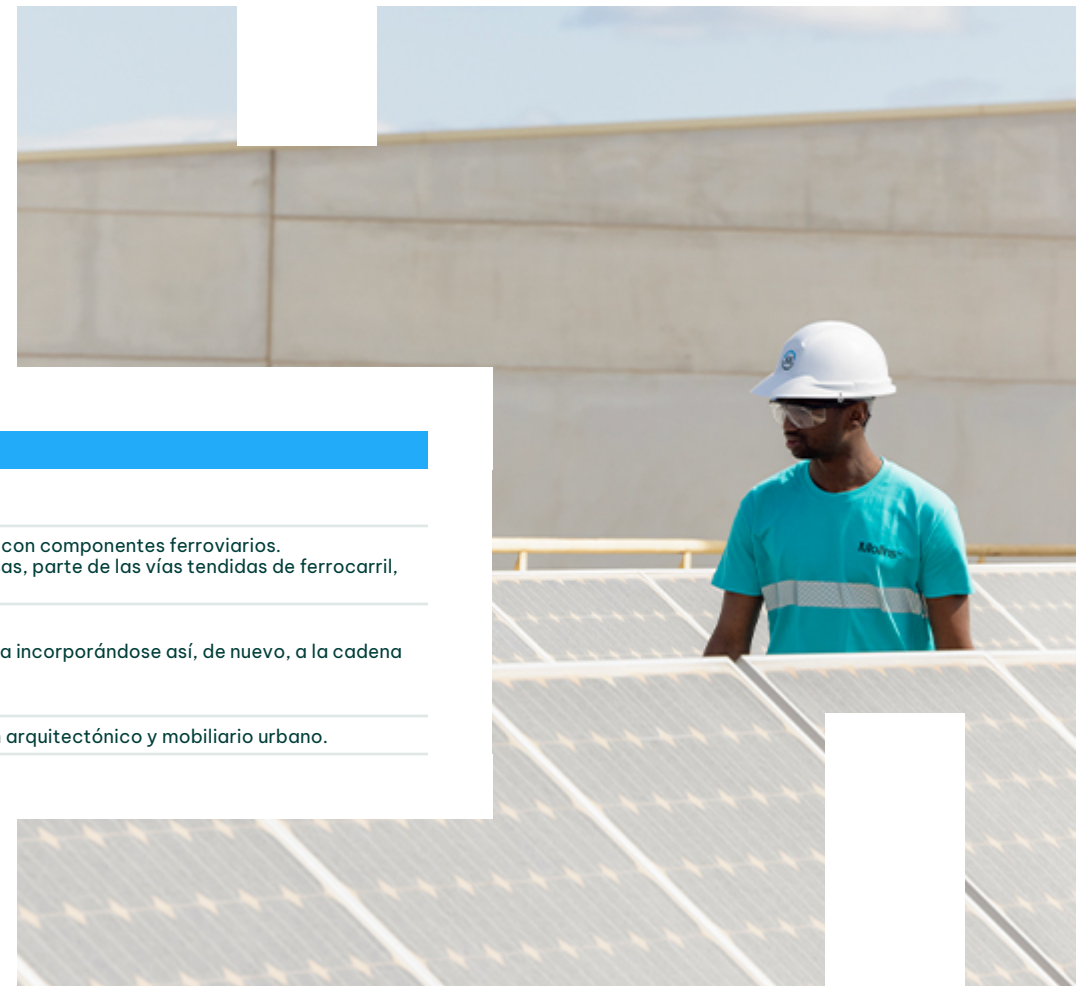 con componentes ferroviarios.
as, parte de las vías tendidas de ferrocarril,
a incorporándose así, de nuevo, a la cadena
arquitectónico y mobiliario urbano.
Molins